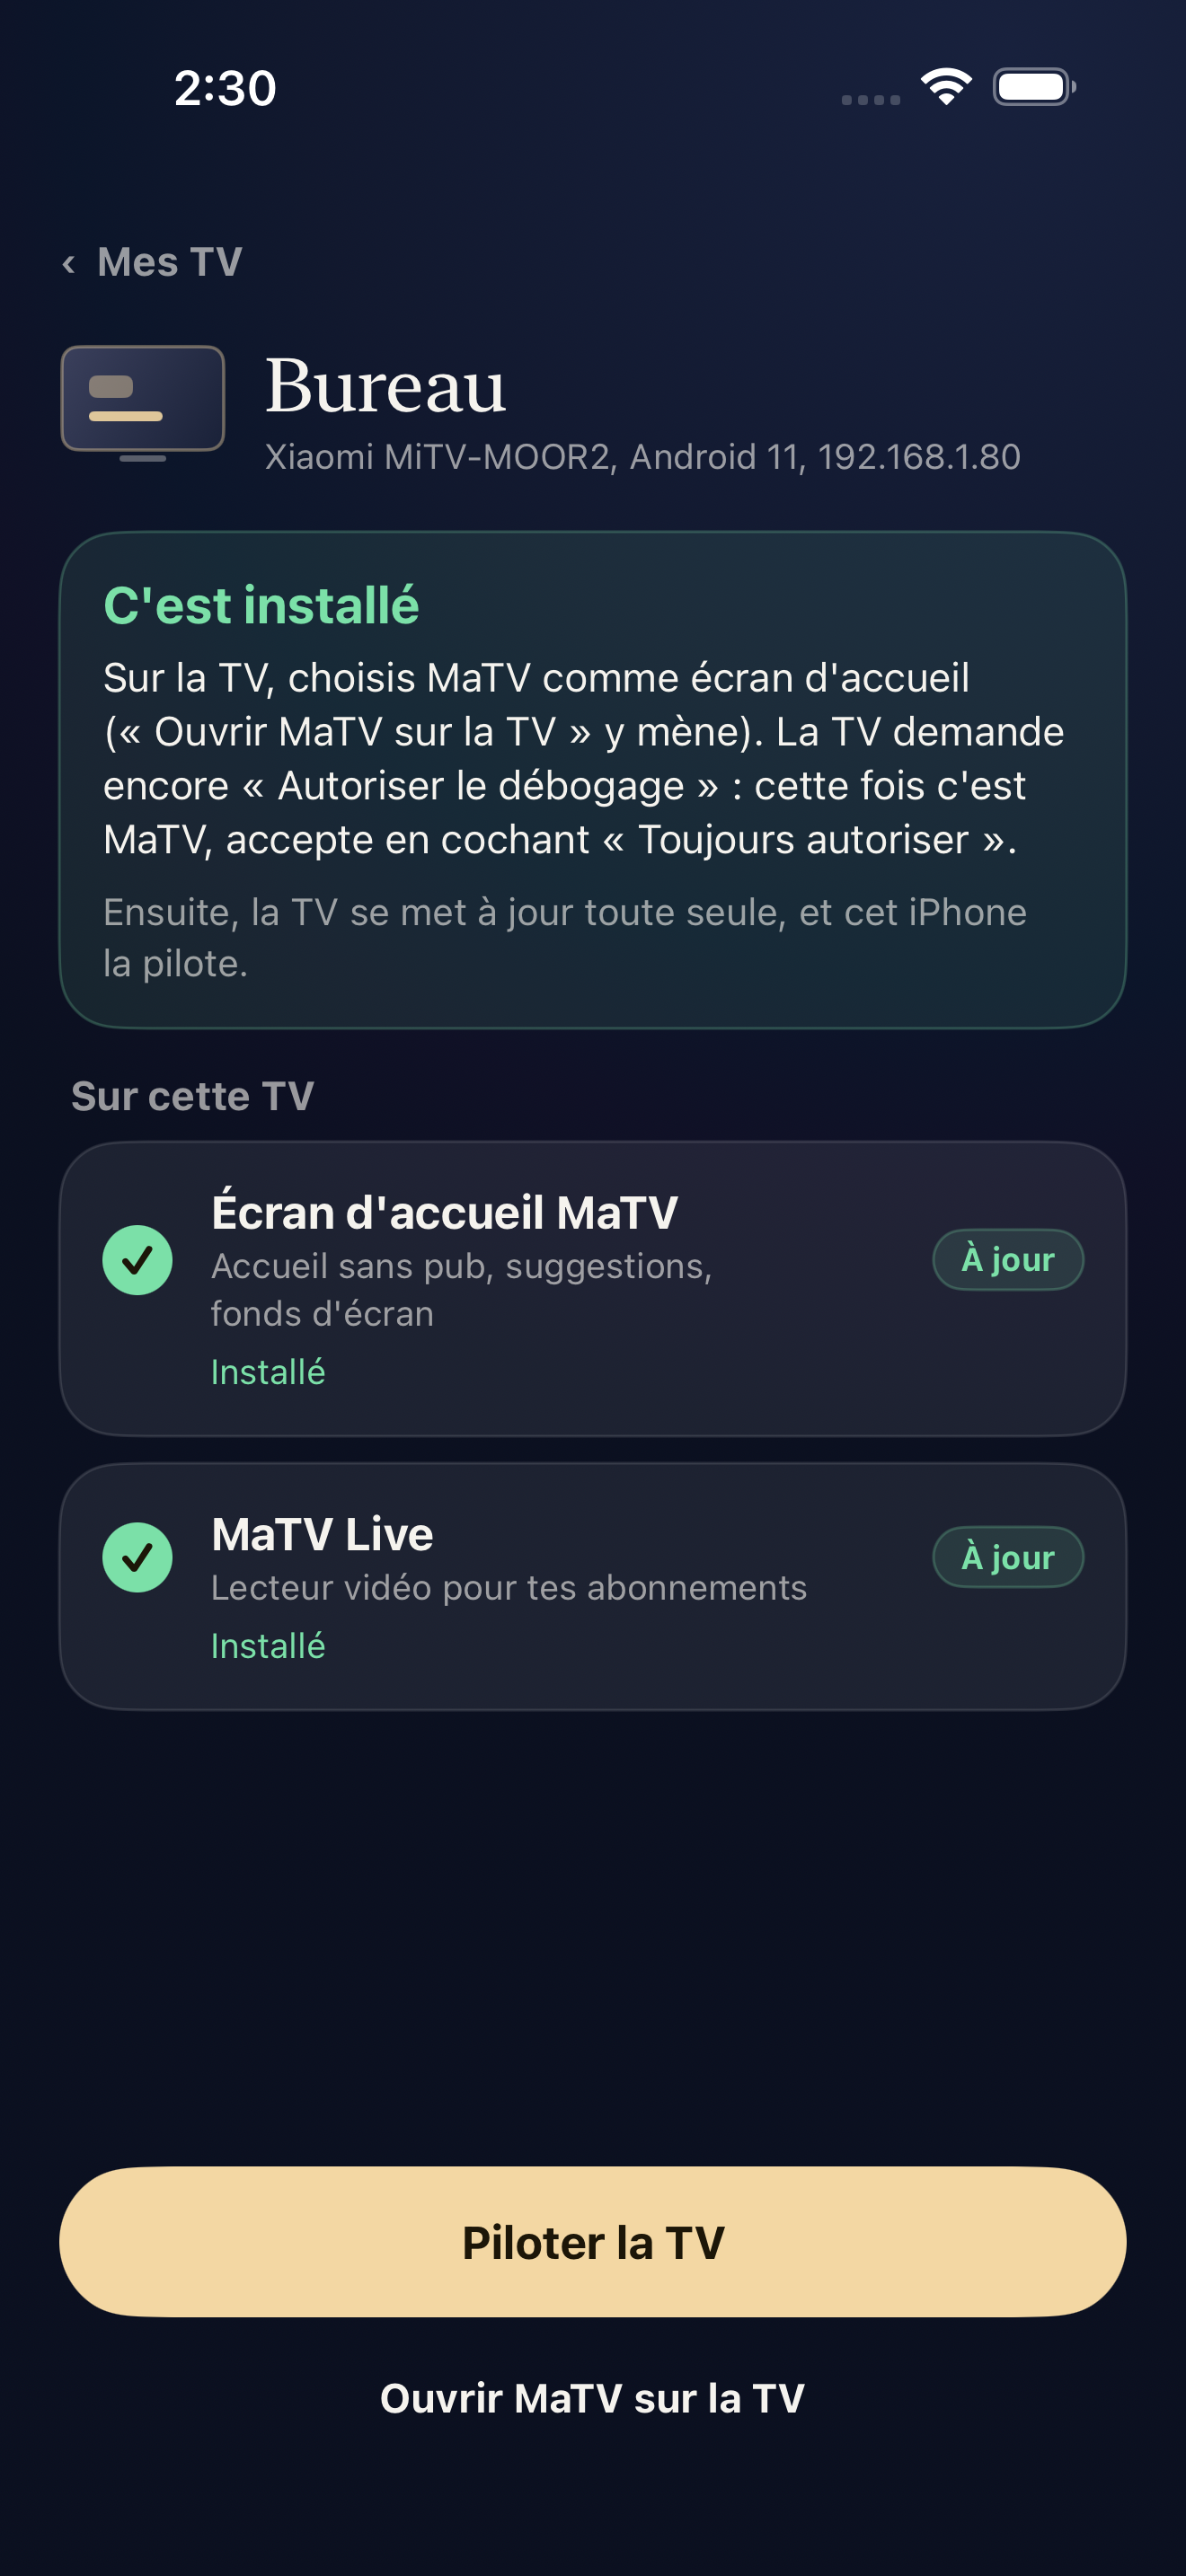 2:30
‹ Mes TV
Bureau
Xiaomi MiTV-MOOR2, Android 11, 192.168.1.80
C'est installé
Sur la TV, choisis MaTV comme écran d'accueil
(« Ouvrir MaTV sur la TV » y mène). La TV demande
encore « Autoriser le débogage » : cette fois c'est
MaTV, accepte en cochant « Toujours autoriser ».
Ensuite, la TV se met à jour toute seule, et cet iPhone
la pilote.
Sur cette TV
Écran d'accueil MaTV
Accueil sans pub, suggestions,
fonds d'écran
Installé
À jour
MaTV Live
Lecteur vidéo pour tes abonnements
Installé
À jour
Piloter la TV
Ouvrir MaTV sur la TV